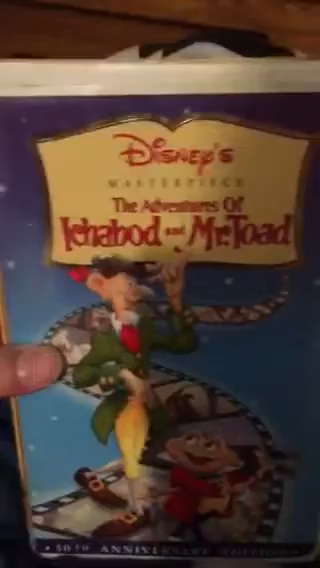 Disney's
MASTERPIECE
The Adventures Of
Ichabod and Mr. Toad
50TH ANNIVERSARY EDITION